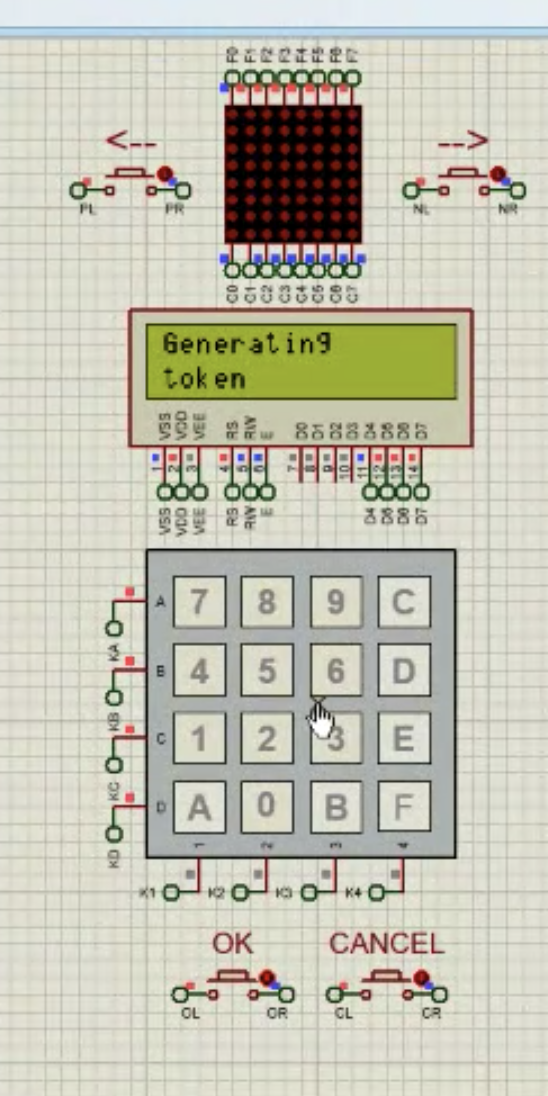 F0 F1 F2 F3 F4 F5 F6 F7
<-- -->
PL PR NL NR
C0 C1 C2 C3 C4 C5 C6 C7
Generating
token
VSS VDD VEE RS RW E D0 D1 D2 D3 D4 D5 D6 D7
1 2 3 4 5 6 7 8 9 10 11 12 13 14
VSS VDD VEE RS RW E D4 D5 D6 D7
A 7 8 9 C
KA
B 4 5 6 D
KB
C 1 2 3 E
KC
D A 0 B F
KD
1 2 3 4
K1 K2 K3 K4
OK CANCEL
OL OR CL CR